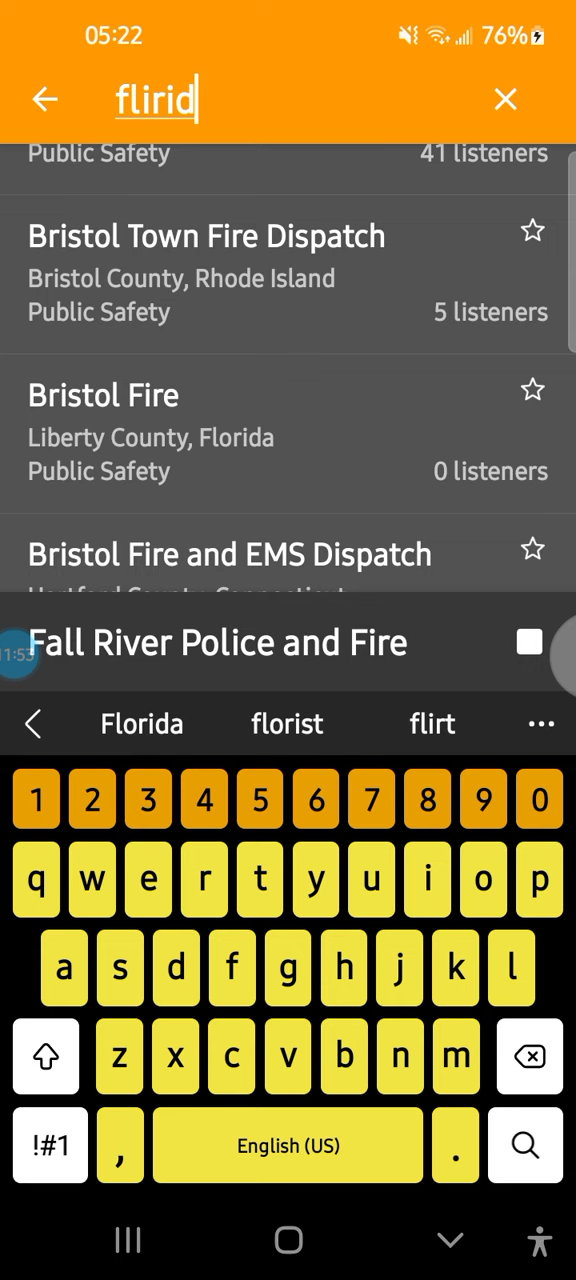 05:22 76%
flirid
Public Safety 41 listeners
Bristol Town Fire Dispatch
Bristol County, Rhode Island
Public Safety 5 listeners
Bristol Fire
Liberty County, Florida
Public Safety 0 listeners
Bristol Fire and EMS Dispatch
Hartford County, Connecticut
11:53 Fall River Police and Fire
Florida florist flirt
1 2 3 4 5 6 7 8 9 0
q w e r t y u i o p
a s d f g h j k l
z x c v b n m
!#1 , English (US) .